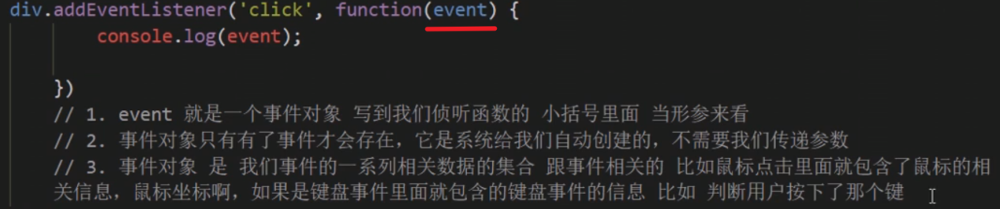 div.addEventListener('click', function(event) {
console.log(event);
})
// 1. event 就是一个事件对象 写到我们侦听函数的 小括号里面 当形参来看
// 2. 事件对象只有有了事件才会存在，它是系统给我们自动创建的，不需要我们传递参数
// 3. 事件对象 是 我们事件的一系列相关数据的集合 跟事件相关的 比如鼠标点击里面就包含了鼠标的相
关信息，鼠标坐标啊，如果是键盘事件里面就包含的键盘事件的信息 比如 判断用户按下了那个键